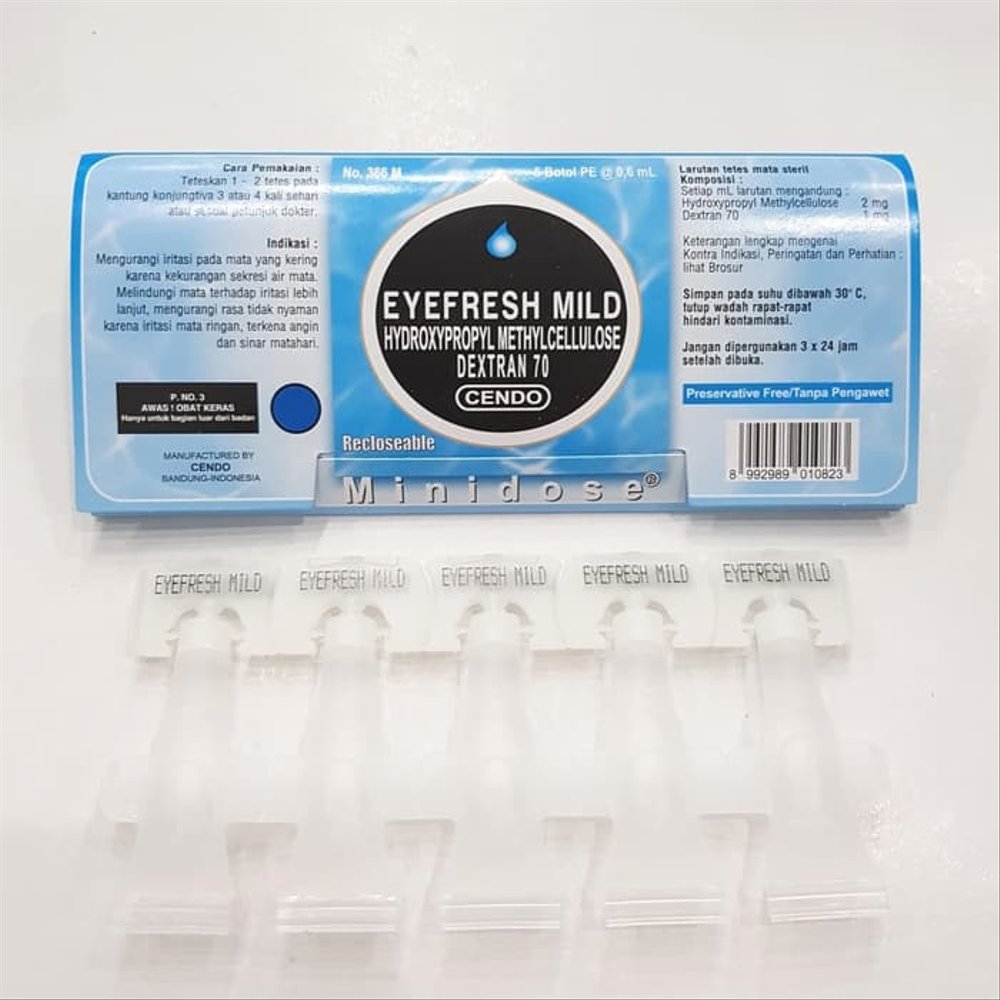 Cara Pemakaian :
Teteskan 1 - 2 tetes pada
kantung konjungtiva 3 atau 4 kali sehari
atau sesuai petunjuk dokter.
Indikasi :
Mengurangi iritasi pada mata yang kering
karena kekurangan sekresi air mata.
Melindungi mata terhadap iritasi lebih
lanjut, mengurangi rasa tidak nyaman
karena iritasi mata ringan, terkena angin
dan sinar matahari.
P. NO. 3
AWAS ! OBAT KERAS
Hanya untuk bagian luar dari badan
MANUFACTURED BY
CENDO
BANDUNG-INDONESIA
No. 366 M
5 Botol PE @ 0,6 mL
EYEFRESH MILD
HYDROXYPROPYL METHYLCELLULOSE
DEXTRAN 70
CENDO
Recloseable
Minidose®
Larutan tetes mata steril
Komposisi :
Setiap mL larutan mengandung :
Hydroxypropyl Methylcellulose 2 mg
Dextran 70 1 mg
Keterangan lengkap mengenai
Kontra Indikasi, Peringatan dan Perhatian :
lihat Brosur
Simpan pada suhu dibawah 30° C,
tutup wadah rapat-rapat
hindari kontaminasi.
Jangan dipergunakan 3 x 24 jam
setelah dibuka.
Preservative Free/Tanpa Pengawet
8 992989 010823
EYEFRESH MILD
EYEFRESH MILD
EYEFRESH MILD
EYEFRESH MILD
EYEFRESH MILD